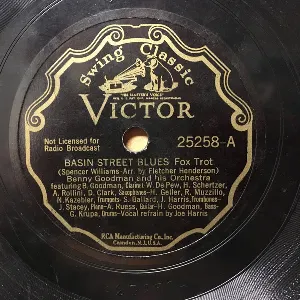 Swing Classic
"HIS MASTER'S VOICE"
VICTOR
Not Licensed for
Radio Broadcast
25258-A
BASIN STREET BLUES Fox Trot
(Spencer Williams-Arr. by Fletcher Henderson)
Benny Goodman and his Orchestra
featuring B. Goodman, Clarinet-W. De Pew, H. Schertzer,
A. Rollini, D. Clark, Saxophones-H. Geller, R. Muzzillo,
N. Kazebier, Trumpets-S. Ballard, J. Harris, Trombones-
J. Stacey, Piano-A. Ruess, Guitar-H. Goodman, Bass-
G. Krupa, Drums-Vocal refrain by Joe Harris
RCA Manufacturing Co., Inc.
Camden, N.J., U.S.A.